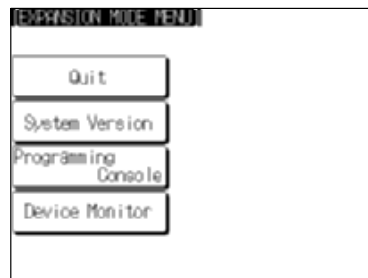 [EXPANSION MODE MENU]
Quit
System Version
Programming
Console
Device Monitor